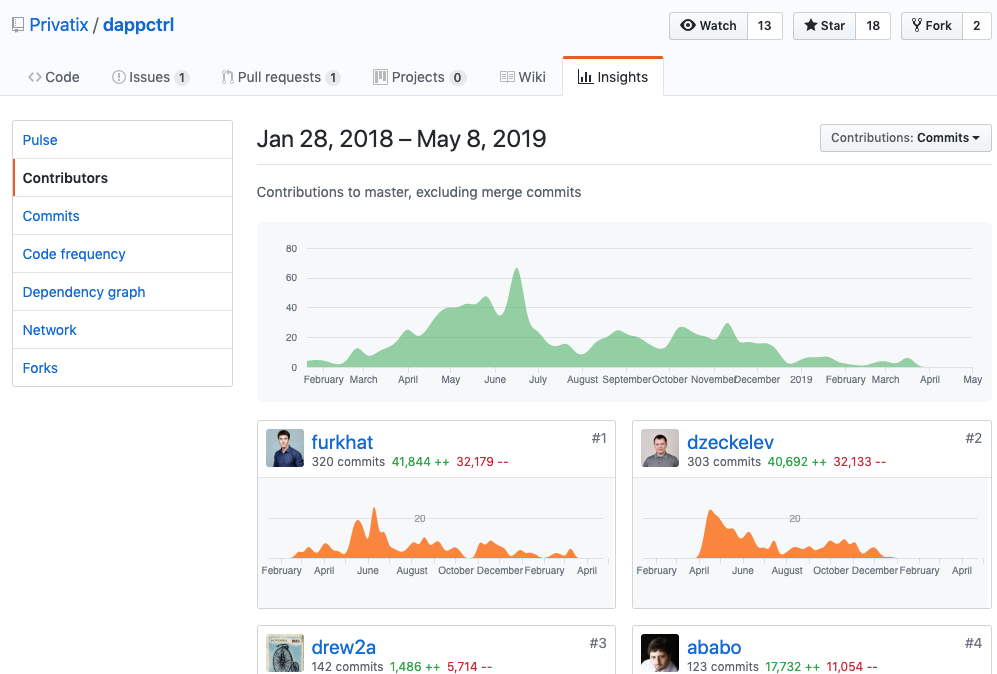 Privatix / dappctrl
Watch 13 Star 18 Fork 2
Code Issues 1 Pull requests 1 Projects 0 Wiki Insights
Pulse
Contributors
Commits
Code frequency
Dependency graph
Network
Forks
Jan 28, 2018 – May 8, 2019
Contributions: Commits
Contributions to master, excluding merge commits
80
60
40
20
0
February March April May June July August September October November December 2019 February March April May
furkhat #1
320 commits 41,844 ++ 32,179 --
20
February April June August October December February April
dzeckelev #2
303 commits 40,692 ++ 32,133 --
20
February April June August October December February April
drew2a #3
142 commits 1,486 ++ 5,714 --
ababo #4
123 commits 17,732 ++ 11,054 --